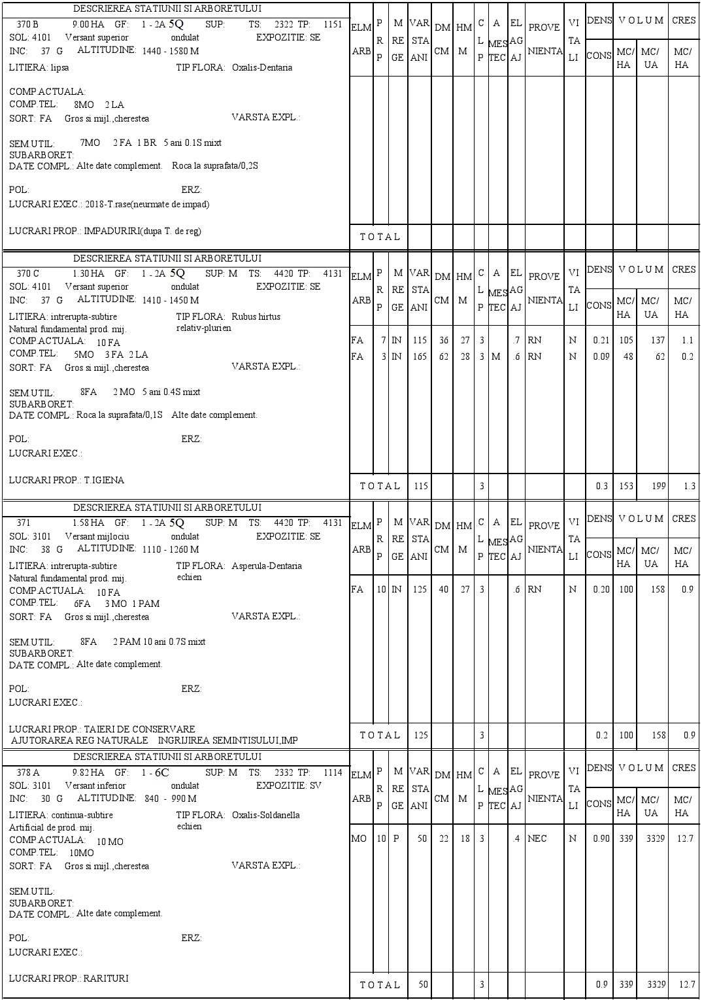 DESCRIEREA STATIUNII SI ARBORETULUI
370 B 9.00 HA GF: 1 - 2A 5Q SUP: TS: 2322 TP: 1151
SOL: 4101 Versant superior ondulat EXPOZITIE: SE
INC: 37 G ALTITUDINE: 1440 - 1580 M
LITIERA: lipsa TIP FLORA: Oxalis-Dentaria
COMP.ACTUALA:
COMP.TEL: 8MO 2 LA
SORT: FA Gros si mijl.,cherestea VARSTA EXPL.:
SEM.UTIL: 7MO 2 FA 1 BR 5 ani 0.1S mixt
SUBARBORET:
DATE COMPL.: Alte date complement. Roca la suprafata/0,2S
POL: ERZ:
LUCRARI EXEC.: 2018-T.rase(neurmate de impad)
LUCRARI PROP.: IMPADURIRI(dupa T. de reg)
ELM ARB P R P M RE GE VAR STA ANI DM CM HM M C L P A MES TEC EL AG AJ PROVE NIENTA VI TA LI DENS CONS V O L U M MC/ HA MC/ UA CRES MC/ HA
T O T A L
DESCRIEREA STATIUNII SI ARBORETULUI
370 C 1.30 HA GF: 1 - 2A 5Q SUP: M TS: 4420 TP: 4131
SOL: 4101 Versant superior ondulat EXPOZITIE: SE
INC: 37 G ALTITUDINE: 1410 - 1450 M
LITIERA: intrerupta-subtire TIP FLORA: Rubus hirtus
Natural fundamental prod. mij. relativ-plurien
COMP.ACTUALA: 10 FA
COMP.TEL: 5MO 3 FA 2 LA
SORT: FA Gros si mijl.,cherestea VARSTA EXPL.:
SEM.UTIL: 8FA 2 MO 5 ani 0.4S mixt
SUBARBORET:
DATE COMPL.: Roca la suprafata/0,1S Alte date complement.
POL: ERZ:
LUCRARI EXEC.:
LUCRARI PROP.: T.IGIENA
ELM ARB P R P M RE GE VAR STA ANI DM CM HM M C L P A MES TEC EL AG AJ PROVE NIENTA VI TA LI DENS CONS V O L U M MC/ HA MC/ UA CRES MC/ HA
FA 7 IN 115 36 27 3 .7 RN N 0.21 105 137 1.1
FA 3 IN 165 62 28 3 M .6 RN N 0.09 48 62 0.2
T O T A L 115 3 0.3 153 199 1.3
DESCRIEREA STATIUNII SI ARBORETULUI
371 1.58 HA GF: 1 - 2A 5Q SUP: M TS: 4420 TP: 4131
SOL: 3101 Versant mijlociu ondulat EXPOZITIE: SE
INC: 38 G ALTITUDINE: 1110 - 1260 M
LITIERA: intrerupta-subtire TIP FLORA: Asperula-Dentaria
Natural fundamental prod. mij. echien
COMP.ACTUALA: 10 FA
COMP.TEL: 6FA 3 MO 1 PAM
SORT: FA Gros si mijl.,cherestea VARSTA EXPL.:
SEM.UTIL: 8FA 2 PAM 10 ani 0.7S mixt
SUBARBORET:
DATE COMPL.: Alte date complement.
POL: ERZ:
LUCRARI EXEC.:
LUCRARI PROP.: TAIERI DE CONSERVARE
AJUTORAREA REG NATURALE INGRIJIREA SEMINTISULUI,IMP
ELM ARB P R P M RE GE VAR STA ANI DM CM HM M C L P A MES TEC EL AG AJ PROVE NIENTA VI TA LI DENS CONS V O L U M MC/ HA MC/ UA CRES MC/ HA
FA 10 IN 125 40 27 3 .6 RN N 0.20 100 158 0.9
T O T A L 125 3 0.2 100 158 0.9
DESCRIEREA STATIUNII SI ARBORETULUI
378 A 9.82 HA GF: 1 - 6C SUP: M TS: 2332 TP: 1114
SOL: 3101 Versant inferior ondulat EXPOZITIE: SV
INC: 30 G ALTITUDINE: 840 - 990 M
LITIERA: continua-subtire TIP FLORA: Oxalis-Soldanella
Artificial de prod. mij. echien
COMP.ACTUALA: 10 MO
COMP.TEL: 10MO
SORT: FA Gros si mijl.,cherestea VARSTA EXPL.:
SEM.UTIL:
SUBARBORET:
DATE COMPL.: Alte date complement.
POL: ERZ:
LUCRARI EXEC.:
LUCRARI PROP.: RARITURI
ELM ARB P R P M RE GE VAR STA ANI DM CM HM M C L P A MES TEC EL AG AJ PROVE NIENTA VI TA LI DENS CONS V O L U M MC/ HA MC/ UA CRES MC/ HA
MO 10 P 50 22 18 3 .4 NEC N 0.90 339 3329 12.7
T O T A L 50 3 0.9 339 3329 12.7